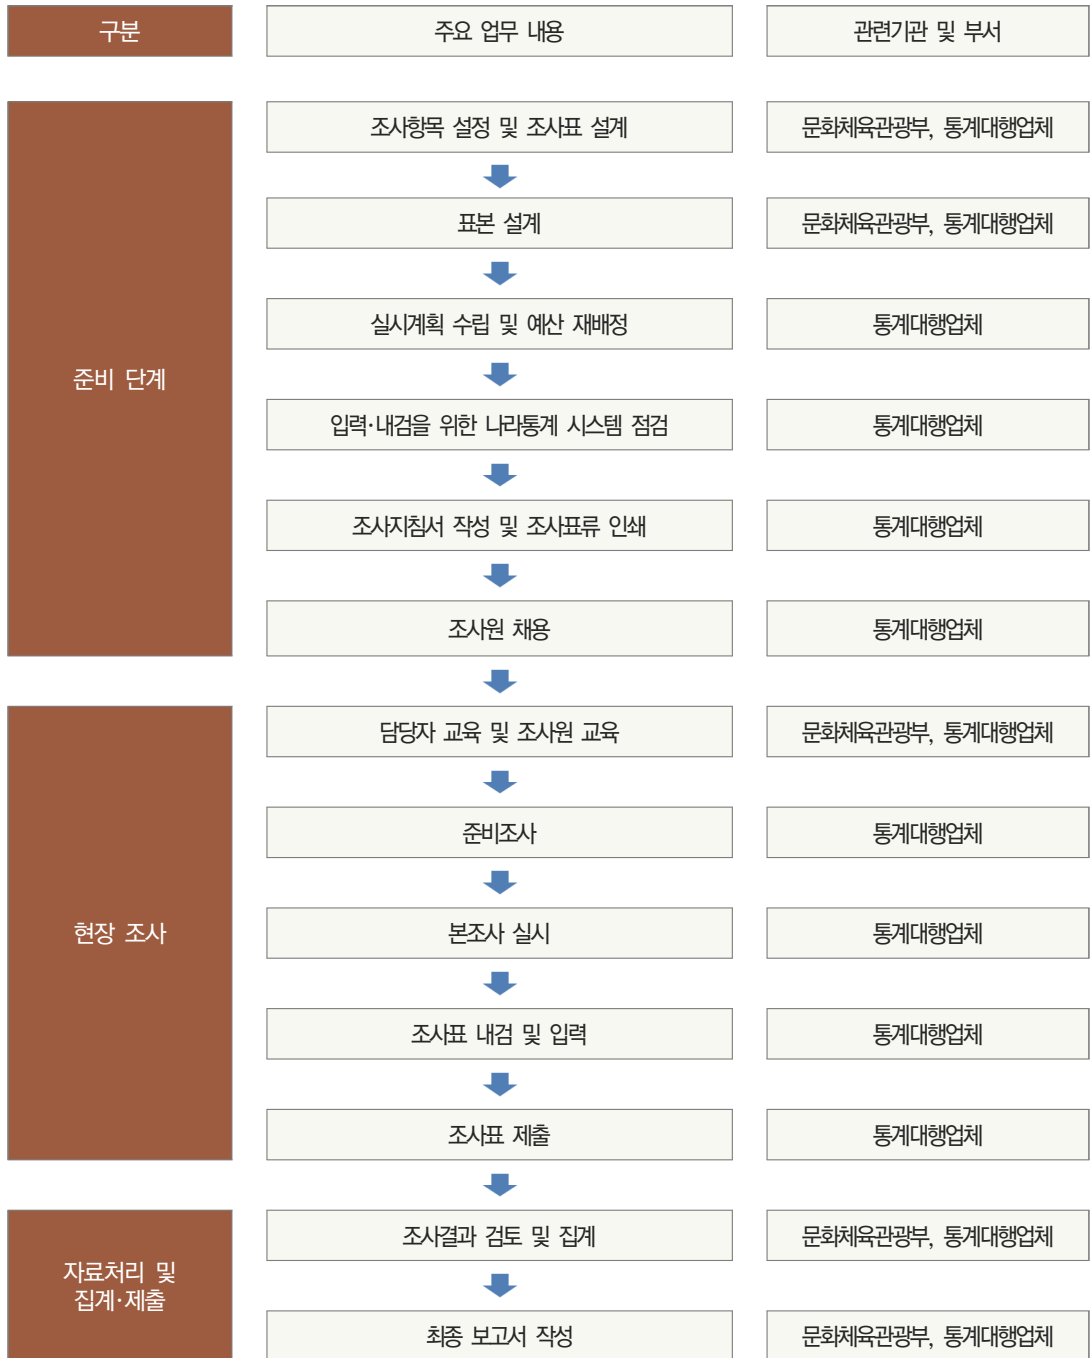 구분
주요 업무 내용
관련기관 및 부서
준비 단계
조사항목 설정 및 조사표 설계
문화체육관광부, 통계대행업체
표본 설계
문화체육관광부, 통계대행업체
실시계획 수립 및 예산 재배정
통계대행업체
입력·내검을 위한 나라통계 시스템 점검
통계대행업체
조사지침서 작성 및 조사표류 인쇄
통계대행업체
조사원 채용
통계대행업체
현장 조사
담당자 교육 및 조사원 교육
문화체육관광부, 통계대행업체
준비조사
통계대행업체
본조사 실시
통계대행업체
조사표 내검 및 입력
통계대행업체
조사표 제출
통계대행업체
자료처리 및
집계·제출
조사결과 검토 및 집계
문화체육관광부, 통계대행업체
최종 보고서 작성
문화체육관광부, 통계대행업체